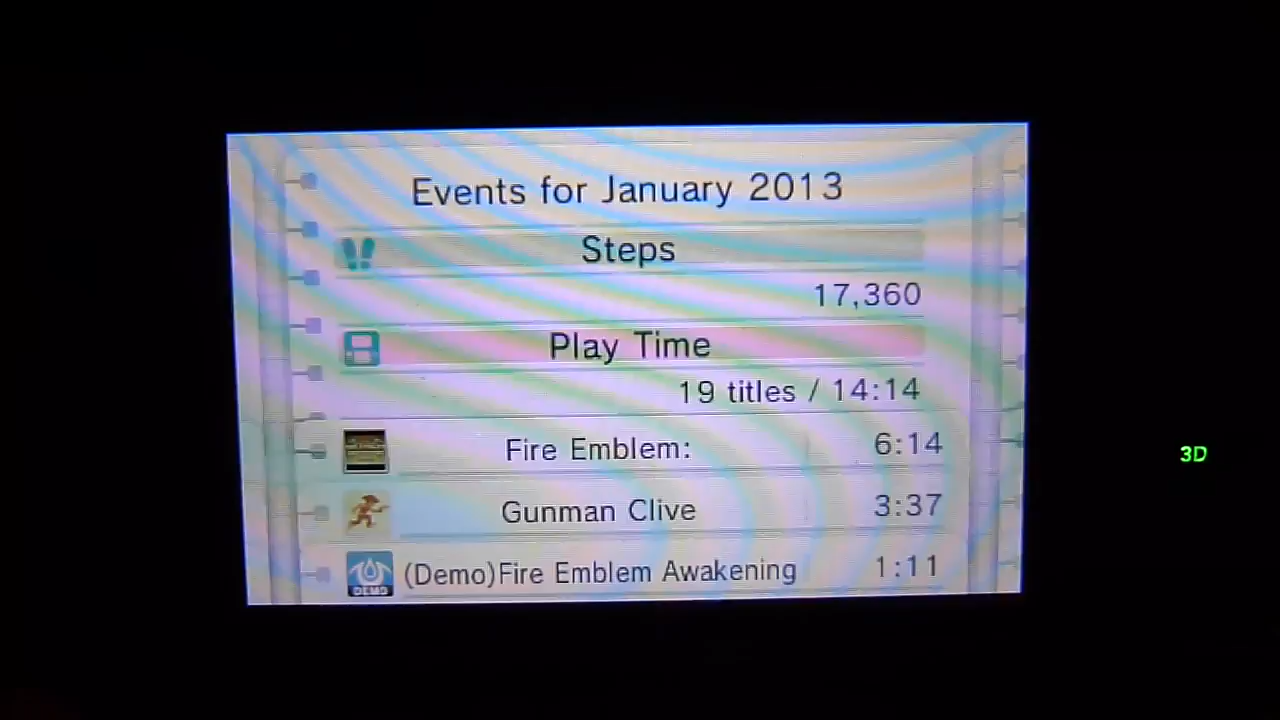 Events for January 2013
Steps
17,360
Play Time
19 titles / 14:14
Fire Emblem: 6:14
Gunman Clive 3:37
DEMO (Demo)Fire Emblem Awakening 1:11
3D